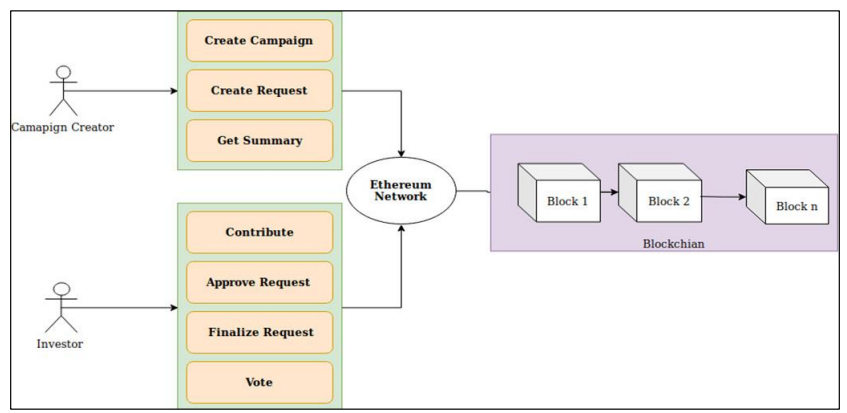 Create Campaign
Create Request
Get Summary
Camapign Creator
Ethereum
Network
Block 1
Block 2
Block n
Blockchian
Contribute
Approve Request
Finalize Request
Vote
Investor